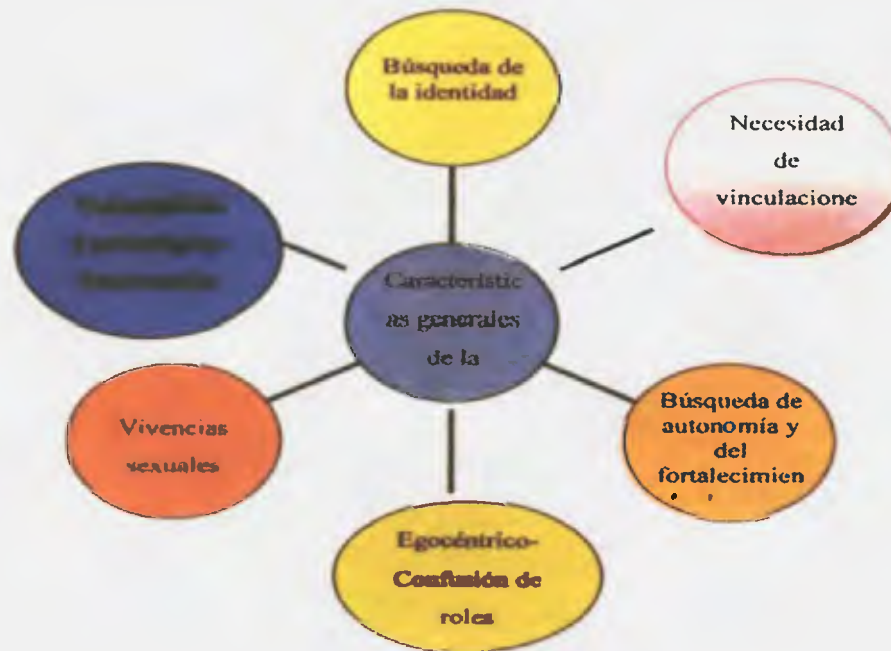 Búsqueda de
la identidad
Necesidad
de
vinculacione
Característic
as generales
de la
Vivencias
sexuales
Búsqueda de
autonomía y
del
fortalecimien
Egocéntrico-
Confusión de
roles